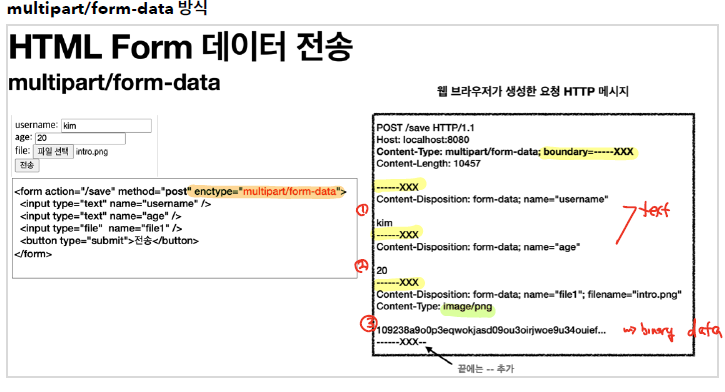 multipart/form-data 방식
HTML Form 데이터 전송
multipart/form-data
username: kim
age: 20
file: 파일 선택 intro.png
전송
<form action="/save" method="post" enctype="multipart/form-data">
<input type="text" name="username" />
<input type="text" name="age" />
<input type="file" name="file1" />
<button type="submit">전송</button>
</form>
웹 브라우저가 생성한 요청 HTTP 메시지
POST /save HTTP/1.1
Host: localhost:8080
Content-Type: multipart/form-data; boundary=-----XXX
Content-Length: 10457
------XXX
Content-Disposition: form-data; name="username"
① text
kim
------XXX
Content-Disposition: form-data; name="age"
②
20
------XXX
Content-Disposition: form-data; name="file1"; filename="intro.png"
Content-Type: image/png
③
109238a9o0p3eqwokjasd09ou3oirjwoe9u34ouief... → binary data
------XXX--
끝에는 -- 추가